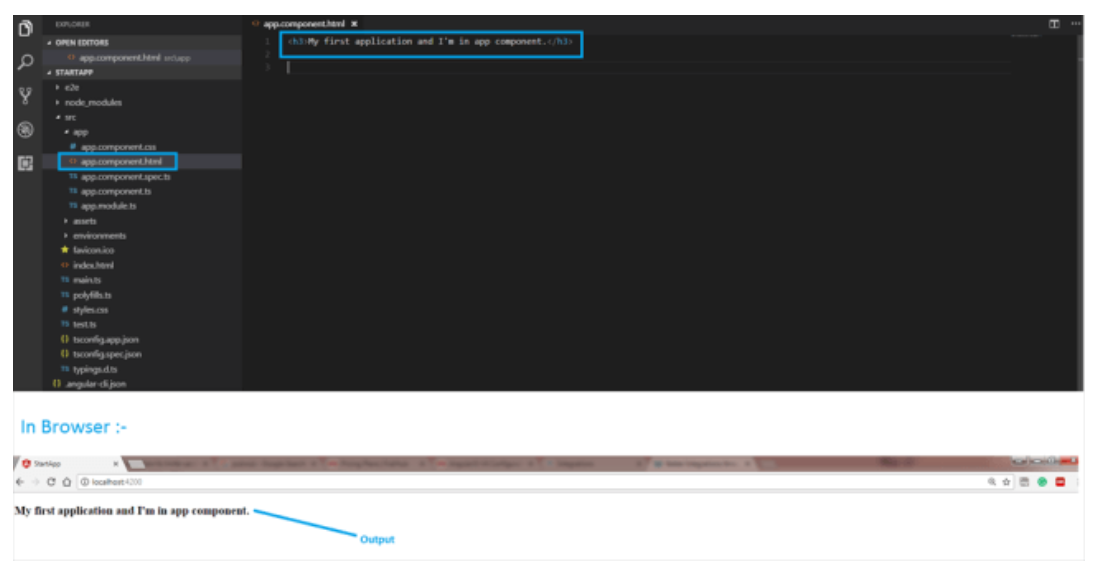 EXPLORER
OPEN EDITORS
app.component.html src\app
STARTAPP
e2e
node_modules
src
app
app.component.css
app.component.html
app.component.spec.ts
app.component.ts
app.module.ts
assets
environments
favicon.ico
index.html
main.ts
polyfills.ts
styles.css
test.ts
tsconfig.app.json
tsconfig.spec.json
typings.d.ts
.angular-cli.json
app.component.html
1 <h3>My first application and I'm in app component.</h3>
2
3
In Browser :-
StartApp
localhost:4200
My first application and I'm in app component.
Output